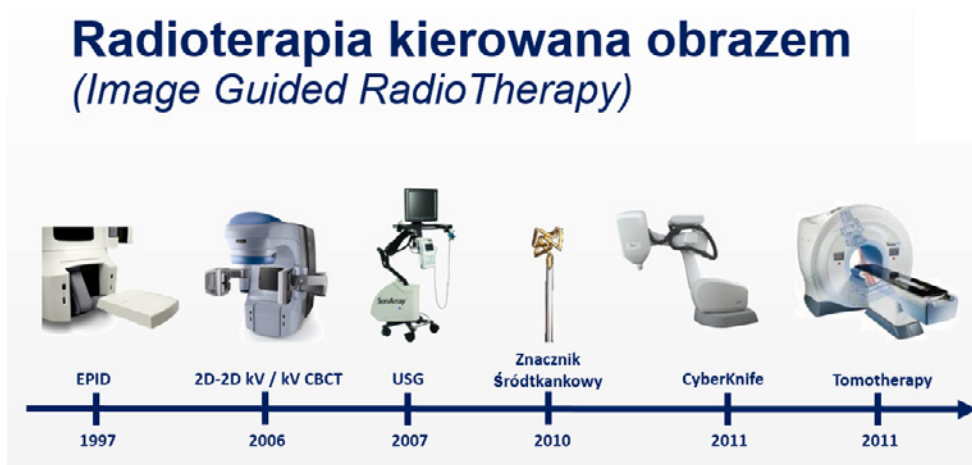 Radioterapia kierowana obrazem
(Image Guided RadioTherapy)
SonArray
EPID
2D-2D kV / kV CBCT
USG
Znacznik
śródtkankowy
CyberKnife
Tomotherapy
1997
2006
2007
2010
2011
2011